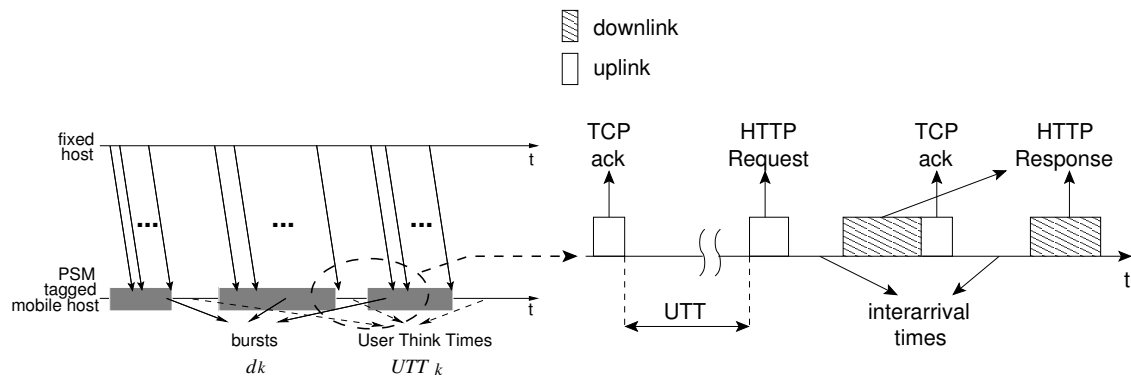 downlink
uplink
fixed
host
t
...
...
...
PSM
tagged
mobile host
t
bursts
User Think Times
dk
UTT k
TCP
ack
HTTP
Request
TCP
ack
HTTP
Response
UTT
interarrival
times
t